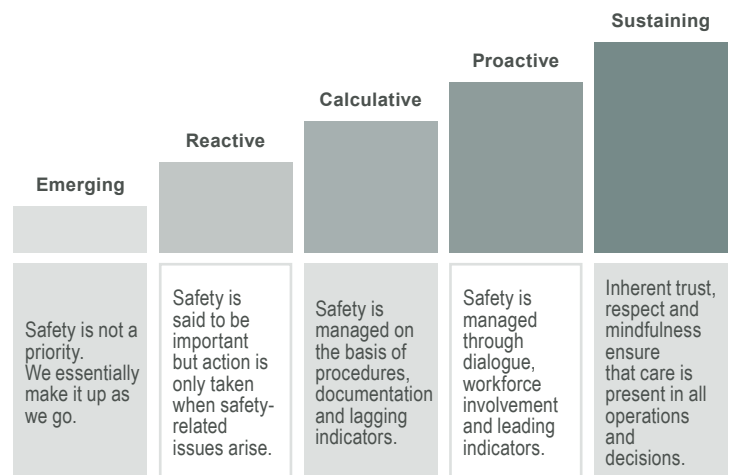 Sustaining
Proactive
Calculative
Reactive
Emerging
Safety is not a
priority.
We essentially
make it up as
we go.
Safety is
said to be
important
but action is
only taken
when safety-
related
issues arise.
Safety is
managed on
the basis of
procedures,
documentation
and lagging
indicators.
Safety is
managed
through
dialogue,
workforce
involvement
and leading
indicators.
Inherent trust,
respect and
mindfulness
ensure
that care is
present in all
operations
and
decisions.